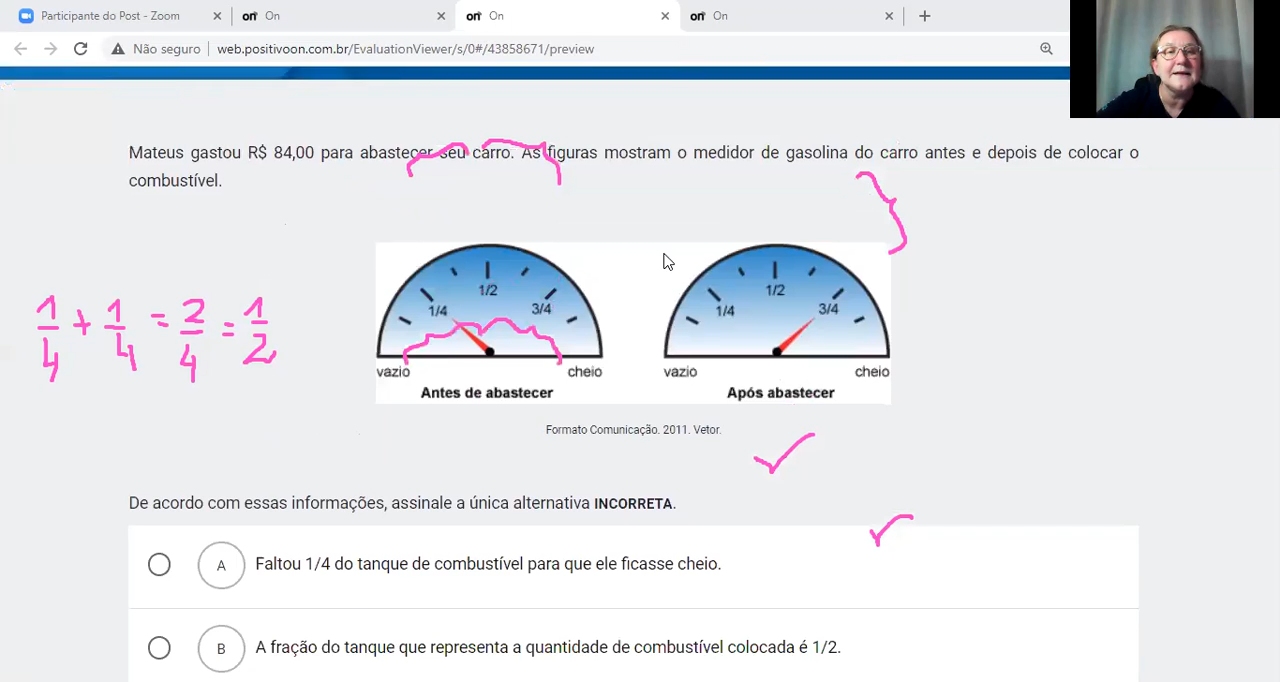 Participante do Post - Zoom
on On
on On
on On
Não seguro web.positivoon.com.br/EvaluationViewer/s/0#/43858671/preview
Mateus gastou R$ 84,00 para abastecer seu carro. As figuras mostram o medidor de gasolina do carro antes e depois de colocar o
combustível.
1/4 + 1/4 = 2/4 = 1/2
1/4 1/2 3/4
vazio cheio
Antes de abastecer
1/4 1/2 3/4
vazio cheio
Após abastecer
Formato Comunicação. 2011. Vetor.
De acordo com essas informações, assinale a única alternativa INCORRETA.
A Faltou 1/4 do tanque de combustível para que ele ficasse cheio.
B A fração do tanque que representa a quantidade de combustível colocada é 1/2.